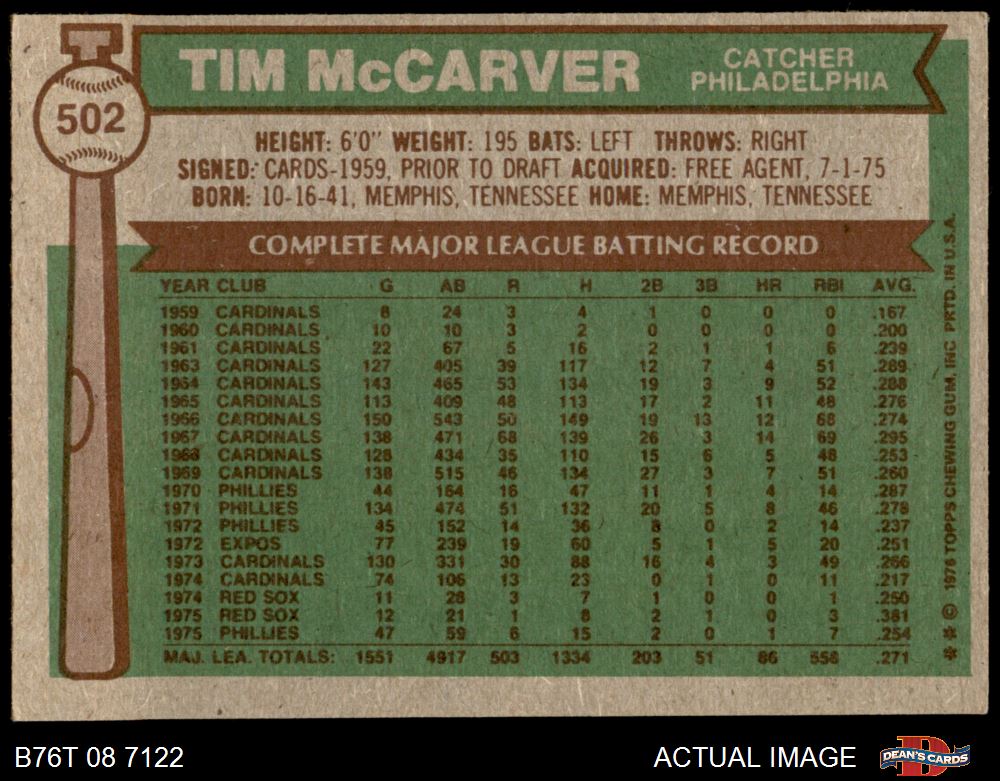 502
TIM McCARVER
CATCHER
PHILADELPHIA
HEIGHT: 6'0" WEIGHT: 195 BATS: LEFT THROWS: RIGHT
SIGNED: CARDS-1959, PRIOR TO DRAFT ACQUIRED: FREE AGENT, 7-1-75
BORN: 10-16-41, MEMPHIS, TENNESSEE HOME: MEMPHIS, TENNESSEE
COMPLETE MAJOR LEAGUE BATTING RECORD
YEAR CLUB G AB R H 2B 3B HR RBI AVG.
1959 CARDINALS 8 24 3 4 1 0 0 0 .167
1960 CARDINALS 10 10 3 2 0 0 0 0 .200
1961 CARDINALS 22 67 5 16 2 1 1 6 .239
1963 CARDINALS 127 405 39 117 12 7 4 51 .289
1964 CARDINALS 143 465 53 134 19 3 9 52 .288
1965 CARDINALS 113 409 48 113 17 2 11 48 .276
1966 CARDINALS 150 543 50 149 19 13 12 68 .274
1967 CARDINALS 138 471 68 139 26 3 14 69 .295
1968 CARDINALS 128 434 35 110 15 6 5 48 .253
1969 CARDINALS 138 515 46 134 27 3 7 51 .260
1970 PHILLIES 44 164 16 47 11 1 4 14 .287
1971 PHILLIES 134 474 51 132 20 5 8 46 .278
1972 PHILLIES 45 152 14 36 8 0 2 14 .237
1972 EXPOS 77 239 19 60 5 1 5 20 .251
1973 CARDINALS 130 331 30 88 16 4 3 49 .266
1974 CARDINALS 74 106 13 23 0 1 0 11 .217
1974 RED SOX 11 28 3 7 1 0 0 1 .250
1975 RED SOX 12 21 1 8 2 1 0 3 .381
1975 PHILLIES 47 59 6 15 2 0 1 7 .254
MAJ. LEA. TOTALS: 1551 4917 503 1334 203 51 86 558 .271
* * © 1976 TOPPS CHEWING GUM, INC PRTD. IN U.S.A.
B76T 08 7122
ACTUAL IMAGE
DEAN'S CARDS